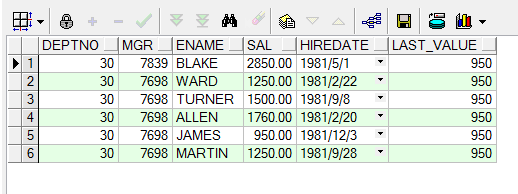 DEPTNO MGR ENAME SAL HIREDATE LAST_VALUE
1 30 7839 BLAKE 2850.00 1981/5/1 950
2 30 7698 WARD 1250.00 1981/2/22 950
3 30 7698 TURNER 1500.00 1981/9/8 950
4 30 7698 ALLEN 1760.00 1981/2/20 950
5 30 7698 JAMES 950.00 1981/12/3 950
6 30 7698 MARTIN 1250.00 1981/9/28 950